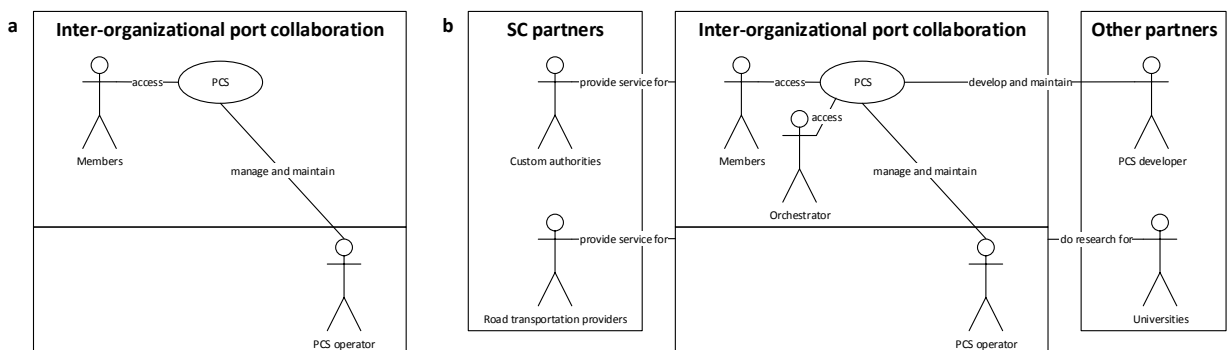 a
Inter-organizational port collaboration
access
PCS
Members
manage and maintain
PCS operator
b
SC partners
Inter-organizational port collaboration
Other partners
provide service for
access
PCS
develop and maintain
access
Custom authorities
Members
PCS developer
manage and maintain
Orchestrator
provide service for
do research for
Road transportation providers
PCS operator
Universities